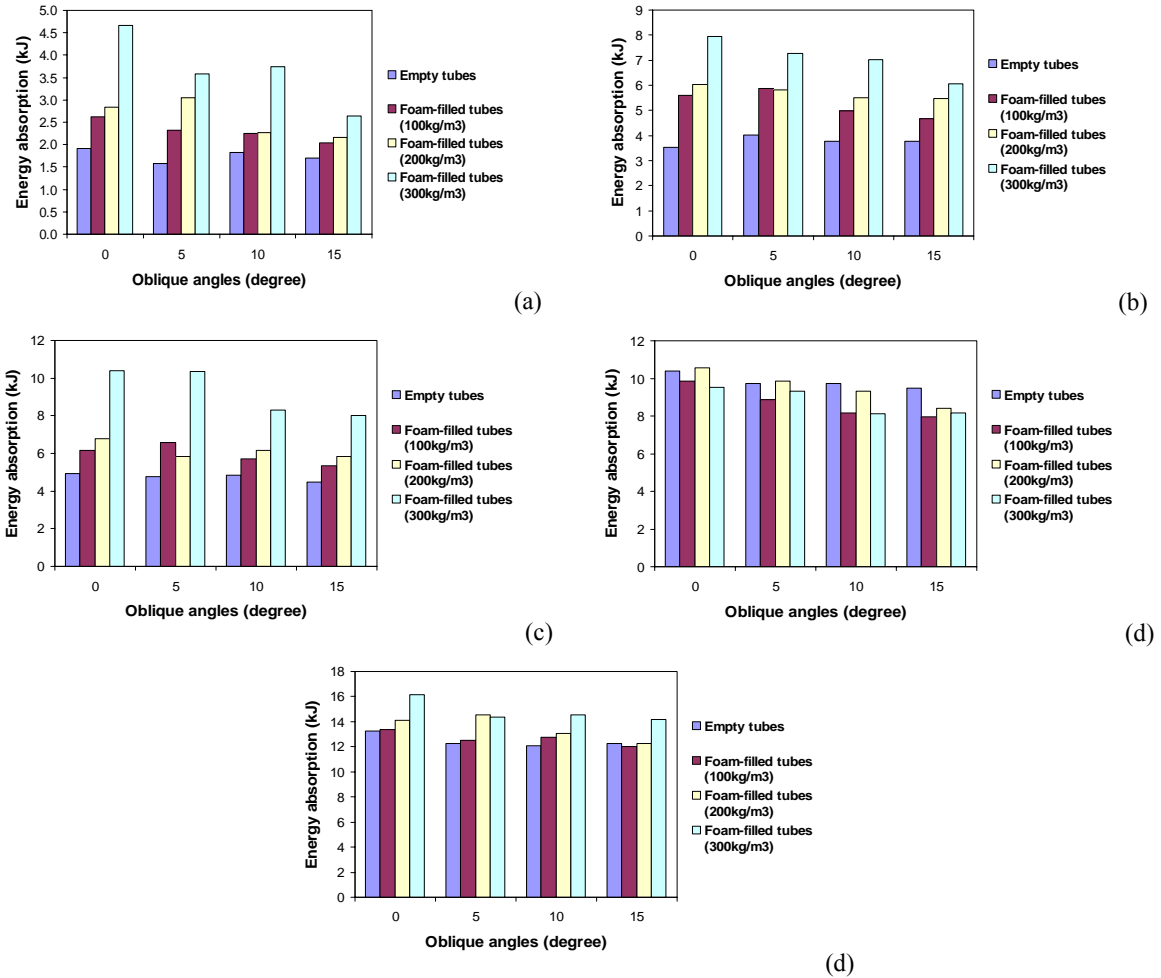 5.0
4.5
4.0
3.5
3.0
2.5
2.0
1.5
1.0
0.5
0.0
Energy absorption (kJ)
0 5 10 15
Oblique angles (degree)
Empty tubes
Foam-filled tubes
(100kg/m3)
Foam-filled tubes
(200kg/m3)
Foam-filled tubes
(300kg/m3)
(a)
9
8
7
6
5
4
3
2
1
0
Energy absorption (kJ)
0 5 10 15
Oblique angles (degree)
Empty tubes
Foam-filled tubes
(100kg/m3)
Foam-filled tubes
(200kg/m3)
Foam-filled tubes
(300kg/m3)
(b)
12
10
8
6
4
2
0
Energy absorption (kJ)
0 5 10 15
Oblique angles (degree)
Empty tubes
Foam-filled tubes
(100kg/m3)
Foam-filled tubes
(200kg/m3)
Foam-filled tubes
(300kg/m3)
(c)
12
10
8
6
4
2
0
Energy absorption (kJ)
0 5 10 15
Oblique angles (degree)
Empty tubes
Foam-filled tubes
(100kg/m3)
Foam-filled tubes
(200kg/m3)
Foam-filled tubes
(300kg/m3)
(d)
18
16
14
12
10
8
6
4
2
0
Energy absorption (kJ)
0 5 10 15
Oblique angles (degree)
Empty tubes
Foam-filled tubes
(100kg/m3)
Foam-filled tubes
(200kg/m3)
Foam-filled tubes
(300kg/m3)
(d)